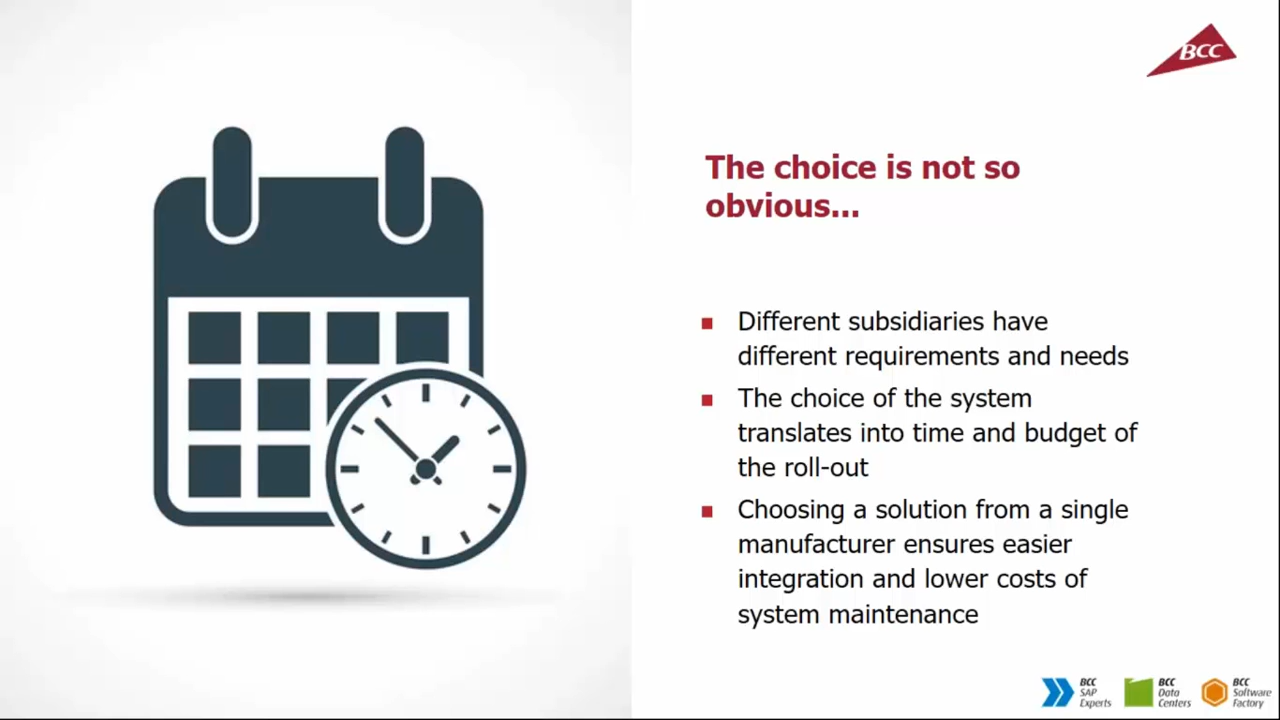 BCC
The choice is not so
obvious...
Different subsidiaries have
different requirements and needs
The choice of the system
translates into time and budget of
the roll-out
Choosing a solution from a single
manufacturer ensures easier
integration and lower costs of
system maintenance
BCC
SAP
Experts
BCC
Data
Centers
BCC
Software
Factory